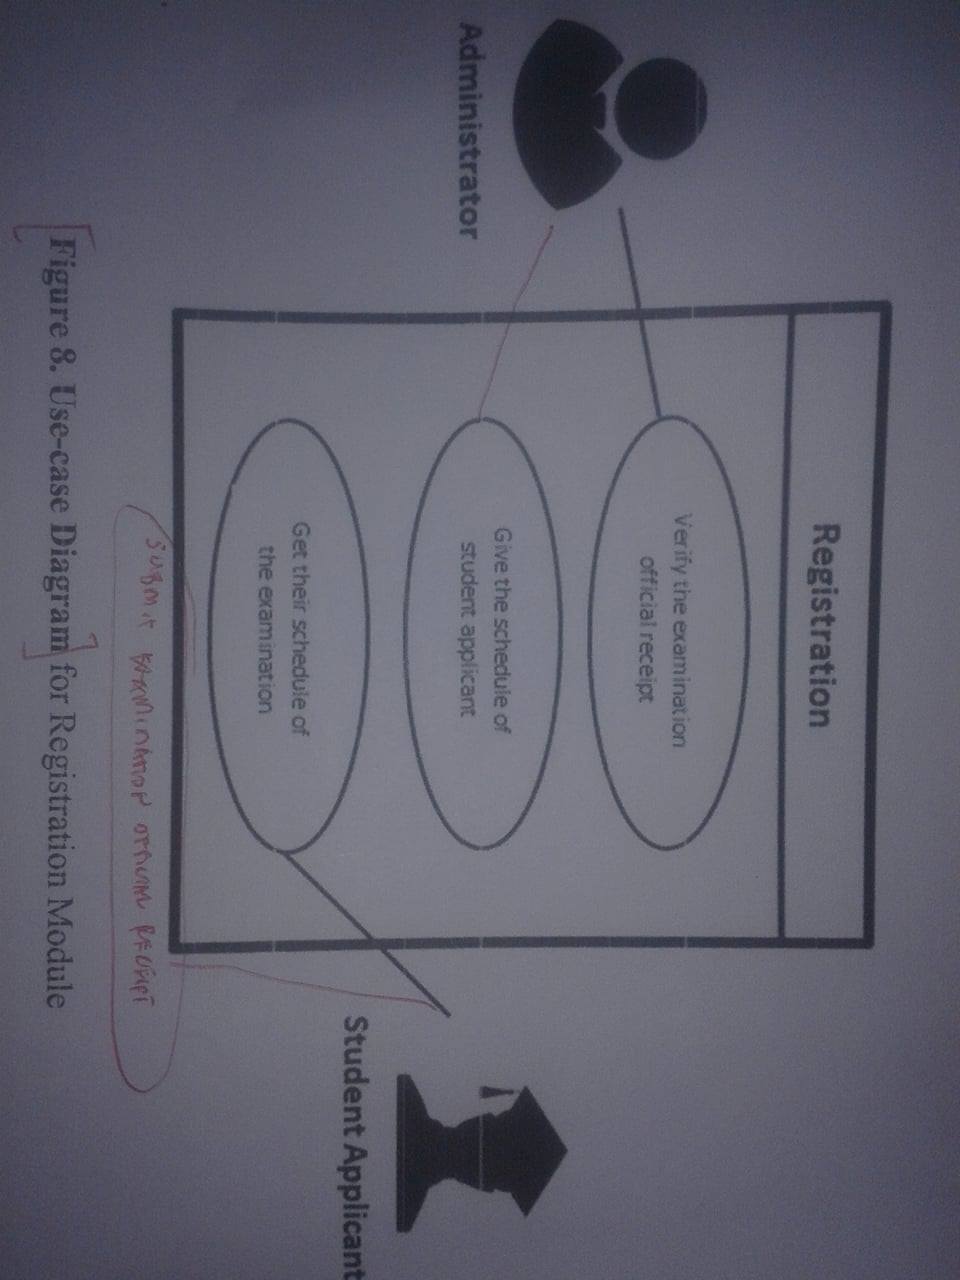 Registration
Verify the examination
official receipt
Administrator
Give the schedule of
student applicant
Get their schedule of
the examination
Student Applicant
SUBMIT EXAMINATION OFFICIAL RECEIPT
Figure 8. Use-case Diagram for Registration Module